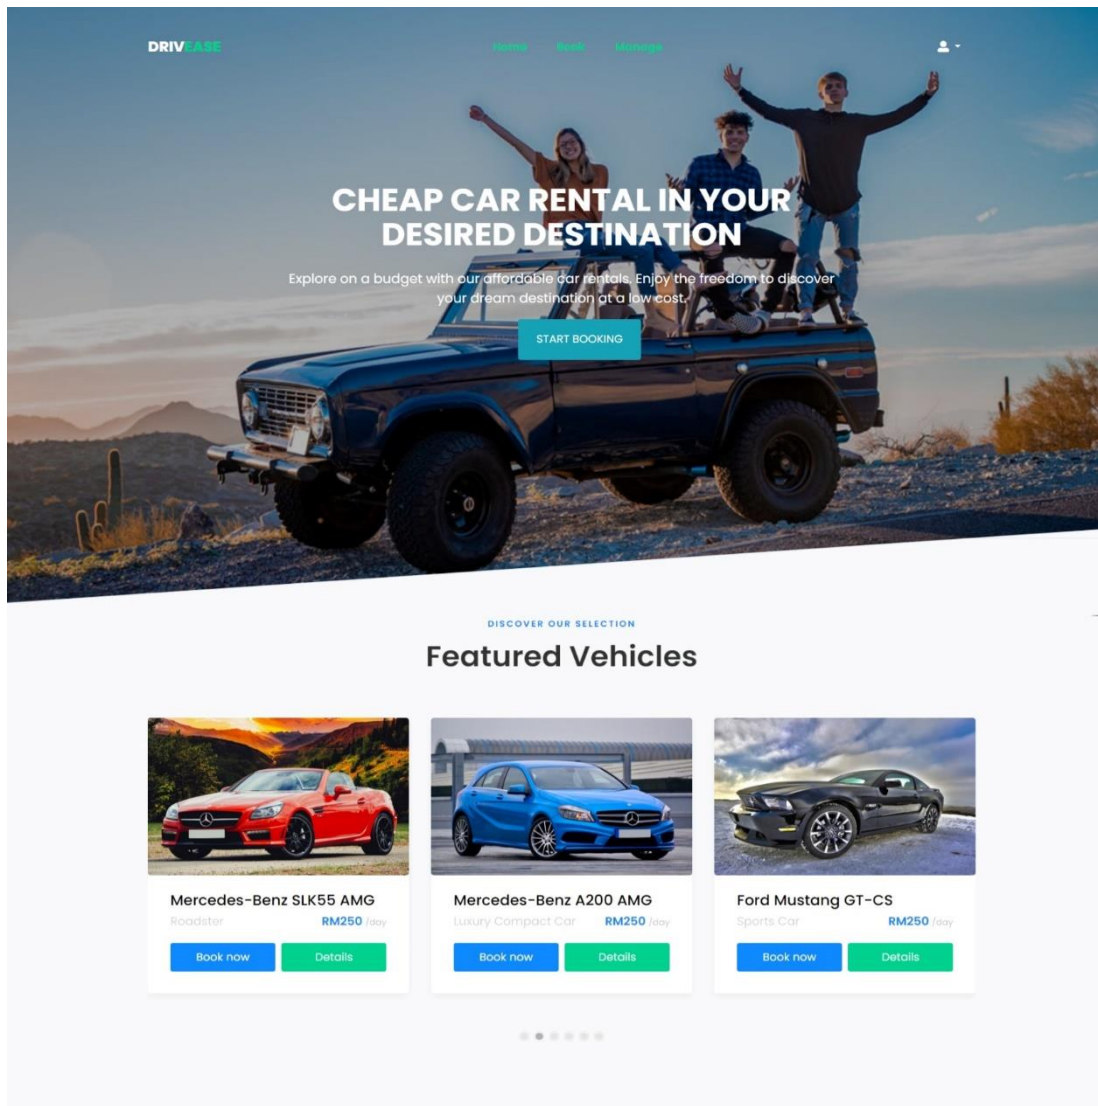 DRIVEASE
Home Book Manage
CHEAP CAR RENTAL IN YOUR
DESIRED DESTINATION
Explore on a budget with our affordable car rentals. Enjoy the freedom to discover
your dream destination at a low cost.
START BOOKING
DISCOVER OUR SELECTION
Featured Vehicles
Mercedes-Benz SLK55 AMG
Roadster RM250 /day
Book now Details
Mercedes-Benz A200 AMG
Luxury Compact Car RM250 /day
Book now Details
Ford Mustang GT-CS
Sports Car RM250 /day
Book now Details